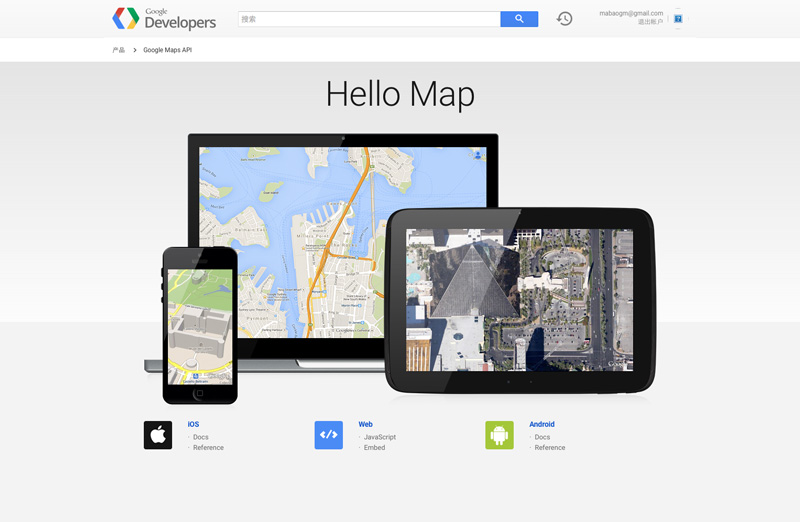 Google
Developers
搜索
mabaogm@gmail.com
退出帐户
产品 > Google Maps API
Hello Map
iOS
· Docs
· Reference
Web
· JavaScript
· Embed
Android
· Docs
· Reference